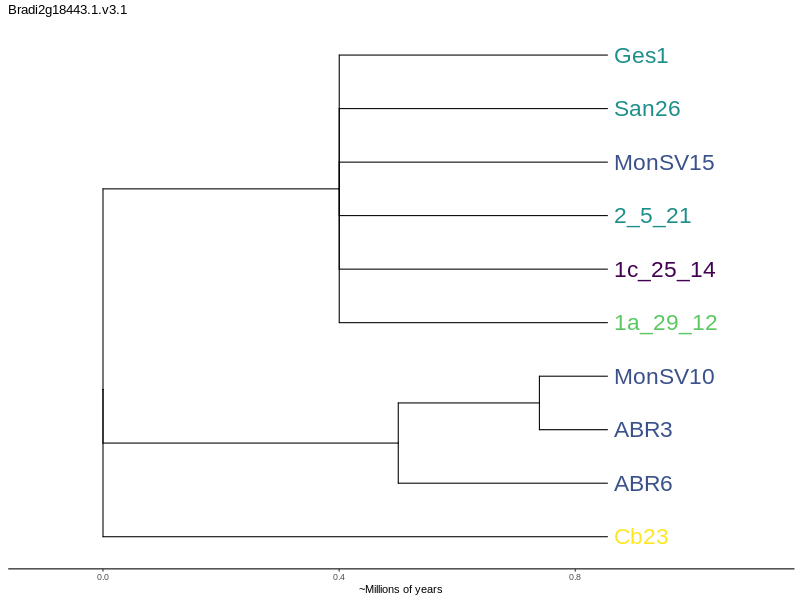 Bradi2g18443.1.v3.1
Ges1
San26
MonSV15
2_5_21
1c_25_14
1a_29_12
MonSV10
ABR3
ABR6
Cb23
0.0 0.4 0.8
~Millions of years